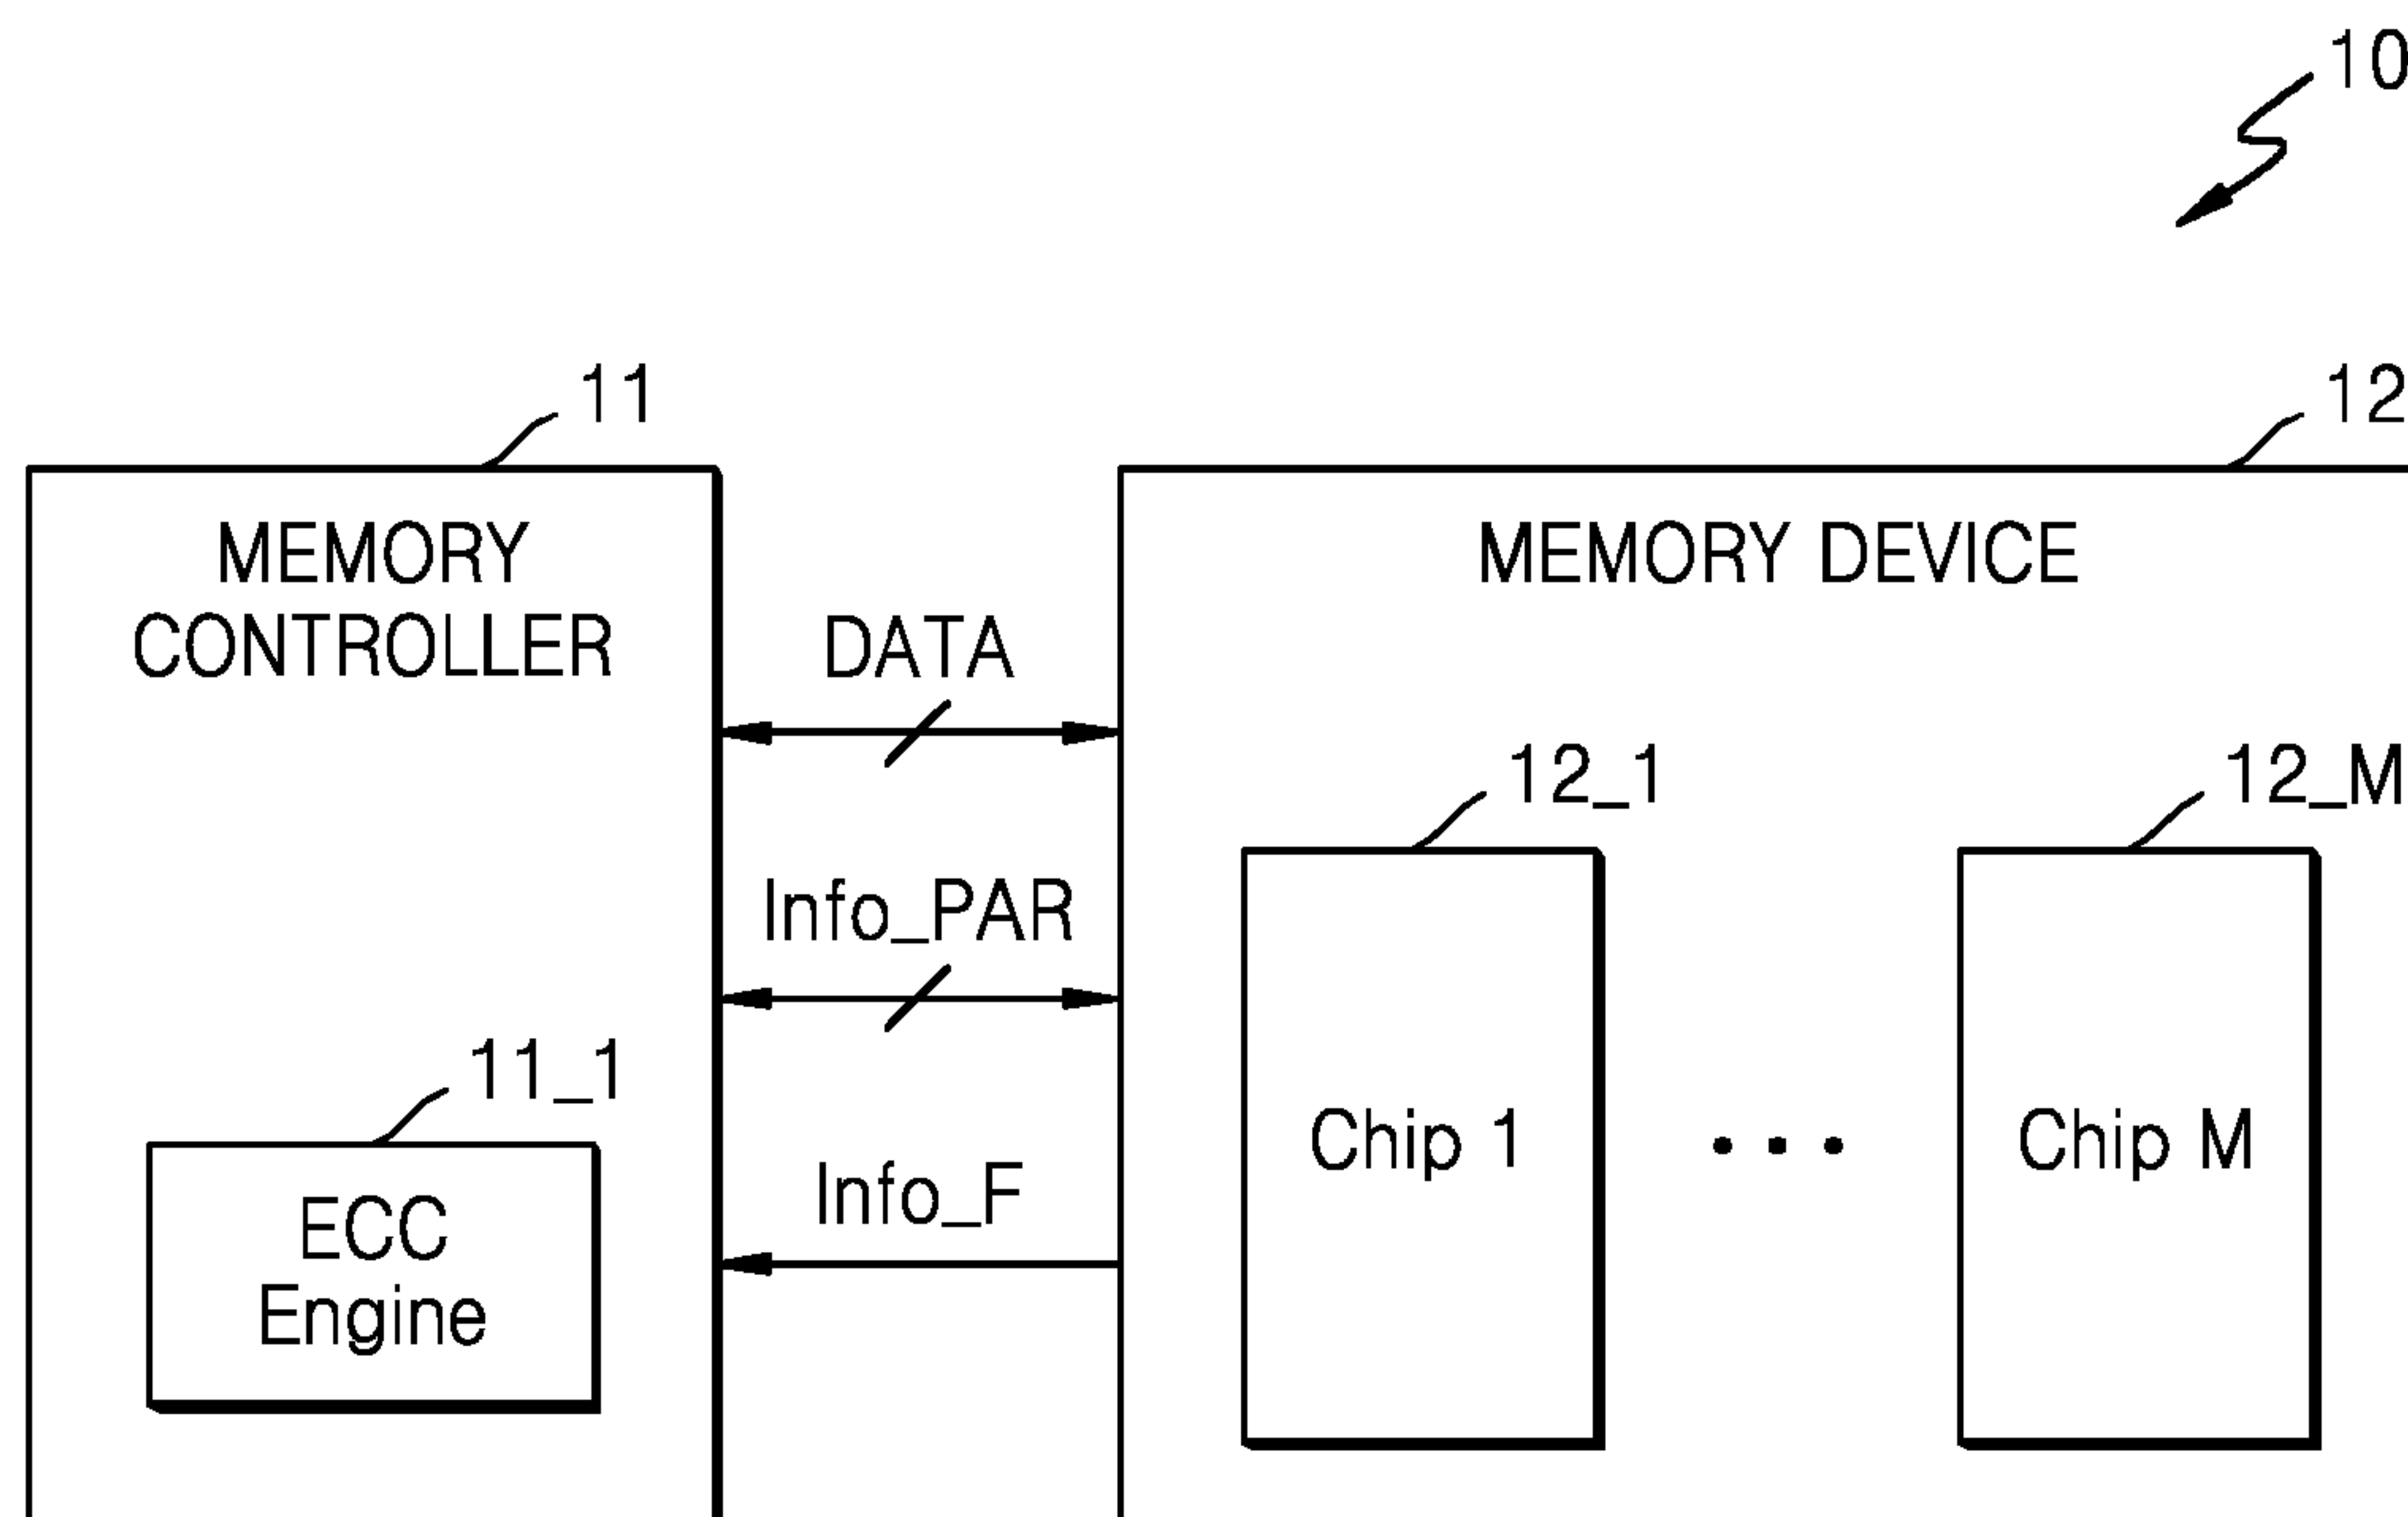 10
11
12
MEMORY
CONTROLLER
MEMORY DEVICE
DATA
12_1
12_M
Info_PAR
11_1
Chip 1
Chip M
Info_F
ECC
Engine